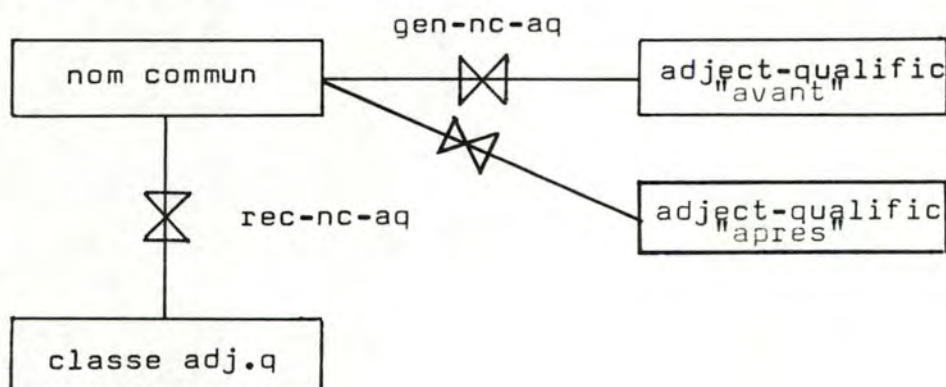 gen-nc-aq
nom commun
adject-qualific
"avant"
rec-nc-aq
adject-qualific
"apres"
classe adj.q